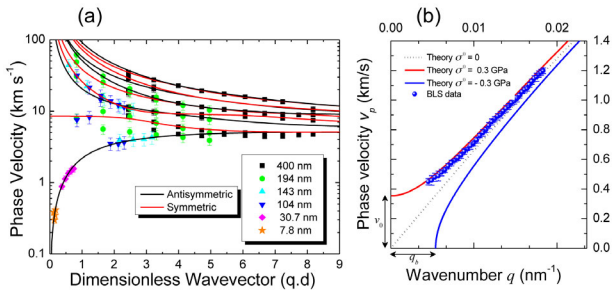 (a)
Phase Velocity (km s⁻¹)
100
10
1
0.1
Antisymmetric
Symmetric
400 nm
194 nm
143 nm
104 nm
30.7 nm
7.8 nm
0 1 2 3 4 5 6 7 8 9
Dimensionless Wavevector (q.d)
(b)
0.00 0.01 0.02
Theory σ° = 0
Theory σ° = 0.3 GPa
Theory σ° = - 0.3 GPa
BLS data
Phase velocity vₚ (km/s)
1.4
1.2
1.0
0.8
0.6
0.4
0.2
0.0
v₀
q_b
Wavenumber q (nm⁻¹)